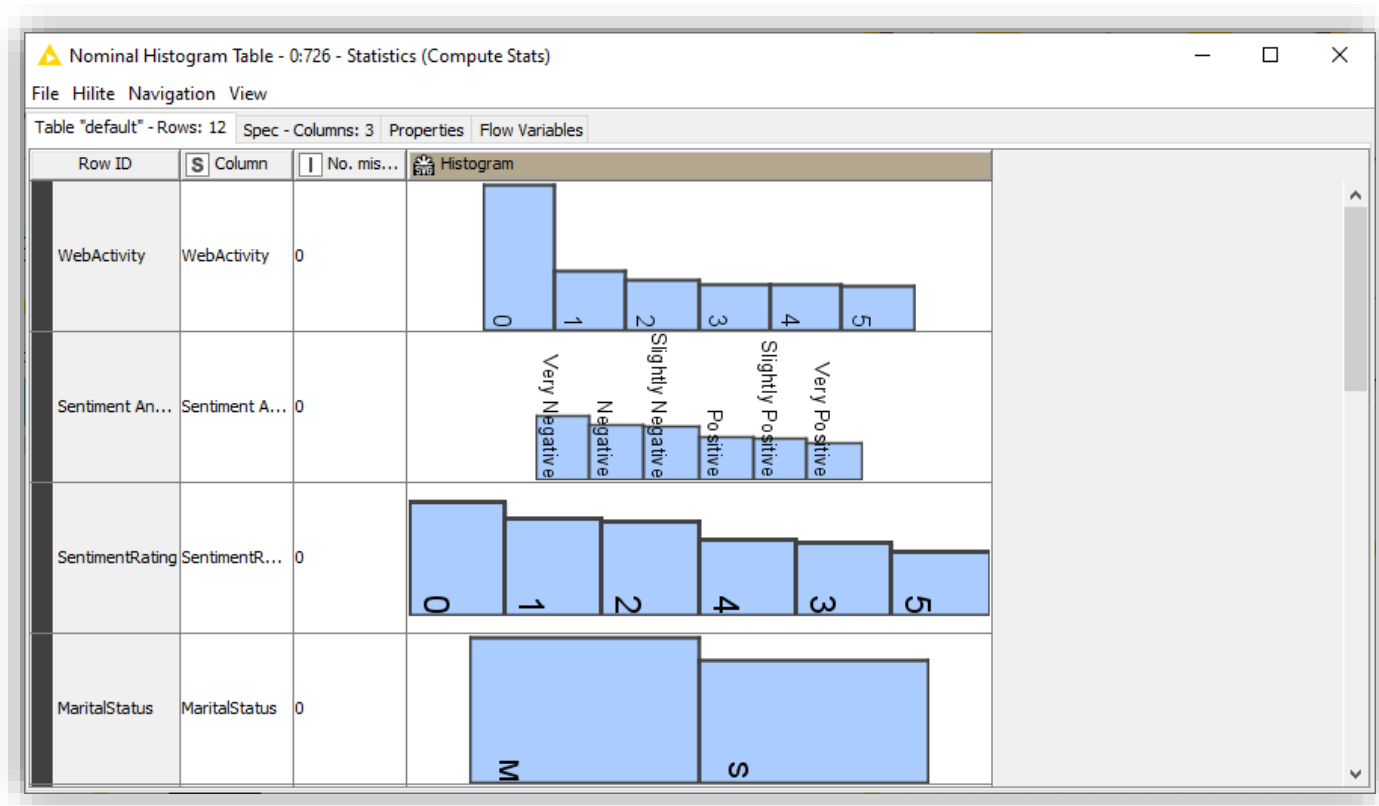 Nominal Histogram Table - 0:726 - Statistics (Compute Stats)
File Hilite Navigation View
Table "default" - Rows: 12 Spec - Columns: 3 Properties Flow Variables
Row ID S Column I No. mis... SVG Histogram
WebActivity WebActivity 0
0 1 2 3 4 5
Sentiment An... Sentiment A... 0
Very Negative
Negative
Slightly Negative
Positive
Slightly Positive
Very Positive
SentimentRating SentimentR... 0
0 1 2 4 3 5
MaritalStatus MaritalStatus 0
M S